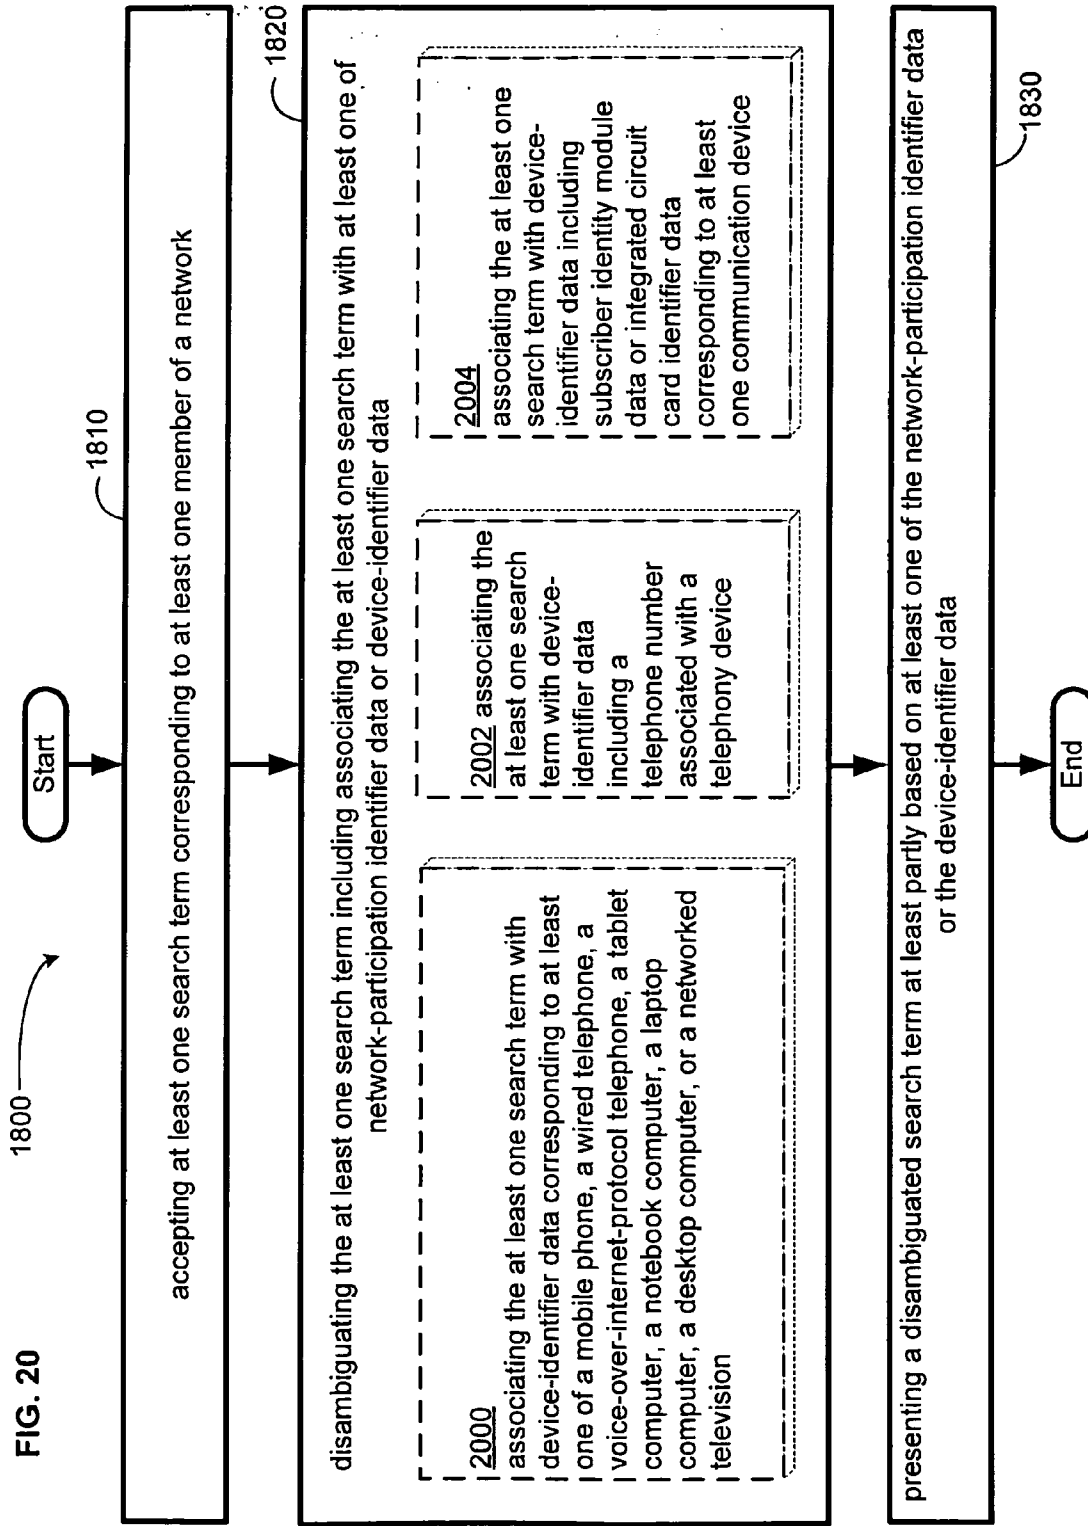 FIG. 20
1800
Start
1810
accepting at least one search term corresponding to at least one member of a network
1820
disambiguating the at least one search term including associating the at least one search term with at least one of
network-participation identifier data or device-identifier data
2000
associating the at least one search term with
device-identifier data corresponding to at least
one of a mobile phone, a wired telephone, a
voice-over-internet-protocol telephone, a tablet
computer, a notebook computer, a laptop
computer, a desktop computer, or a networked
television
2002 associating the
at least one search
term with device-
identifier data
including a
telephone number
associated with a
telephony device
2004
associating the at least one
search term with device-
identifier data including
subscriber identity module
data or integrated circuit
card identifier data
corresponding to at least
one communication device
presenting a disambiguated search term at least partly based on at least one of the network-participation identifier data
or the device-identifier data
1830
End